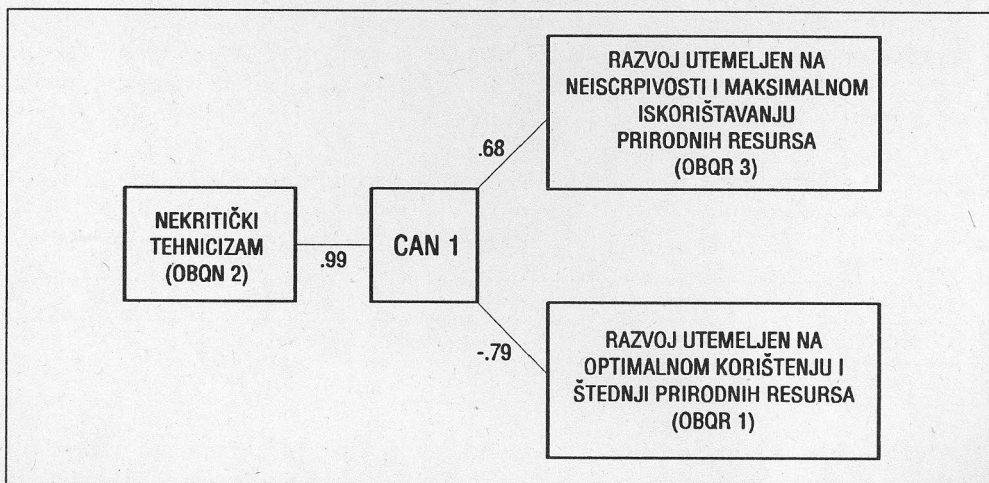 RAZVOJ UTEMELJEN NA
NEISCRPIVOSTI I MAKSIMALNOM
ISKORIŠTAVANJU
PRIRODNIH RESURSA
(OBQR 3)
.68
NEKRITIČKI
TEHNICIZAM
(OBQN 2)
.99
CAN 1
-.79
RAZVOJ UTEMELJEN NA
OPTIMALNOM KORIŠTENJU I
ŠTEDNJI PRIRODNIH RESURSA
(OBQR 1)